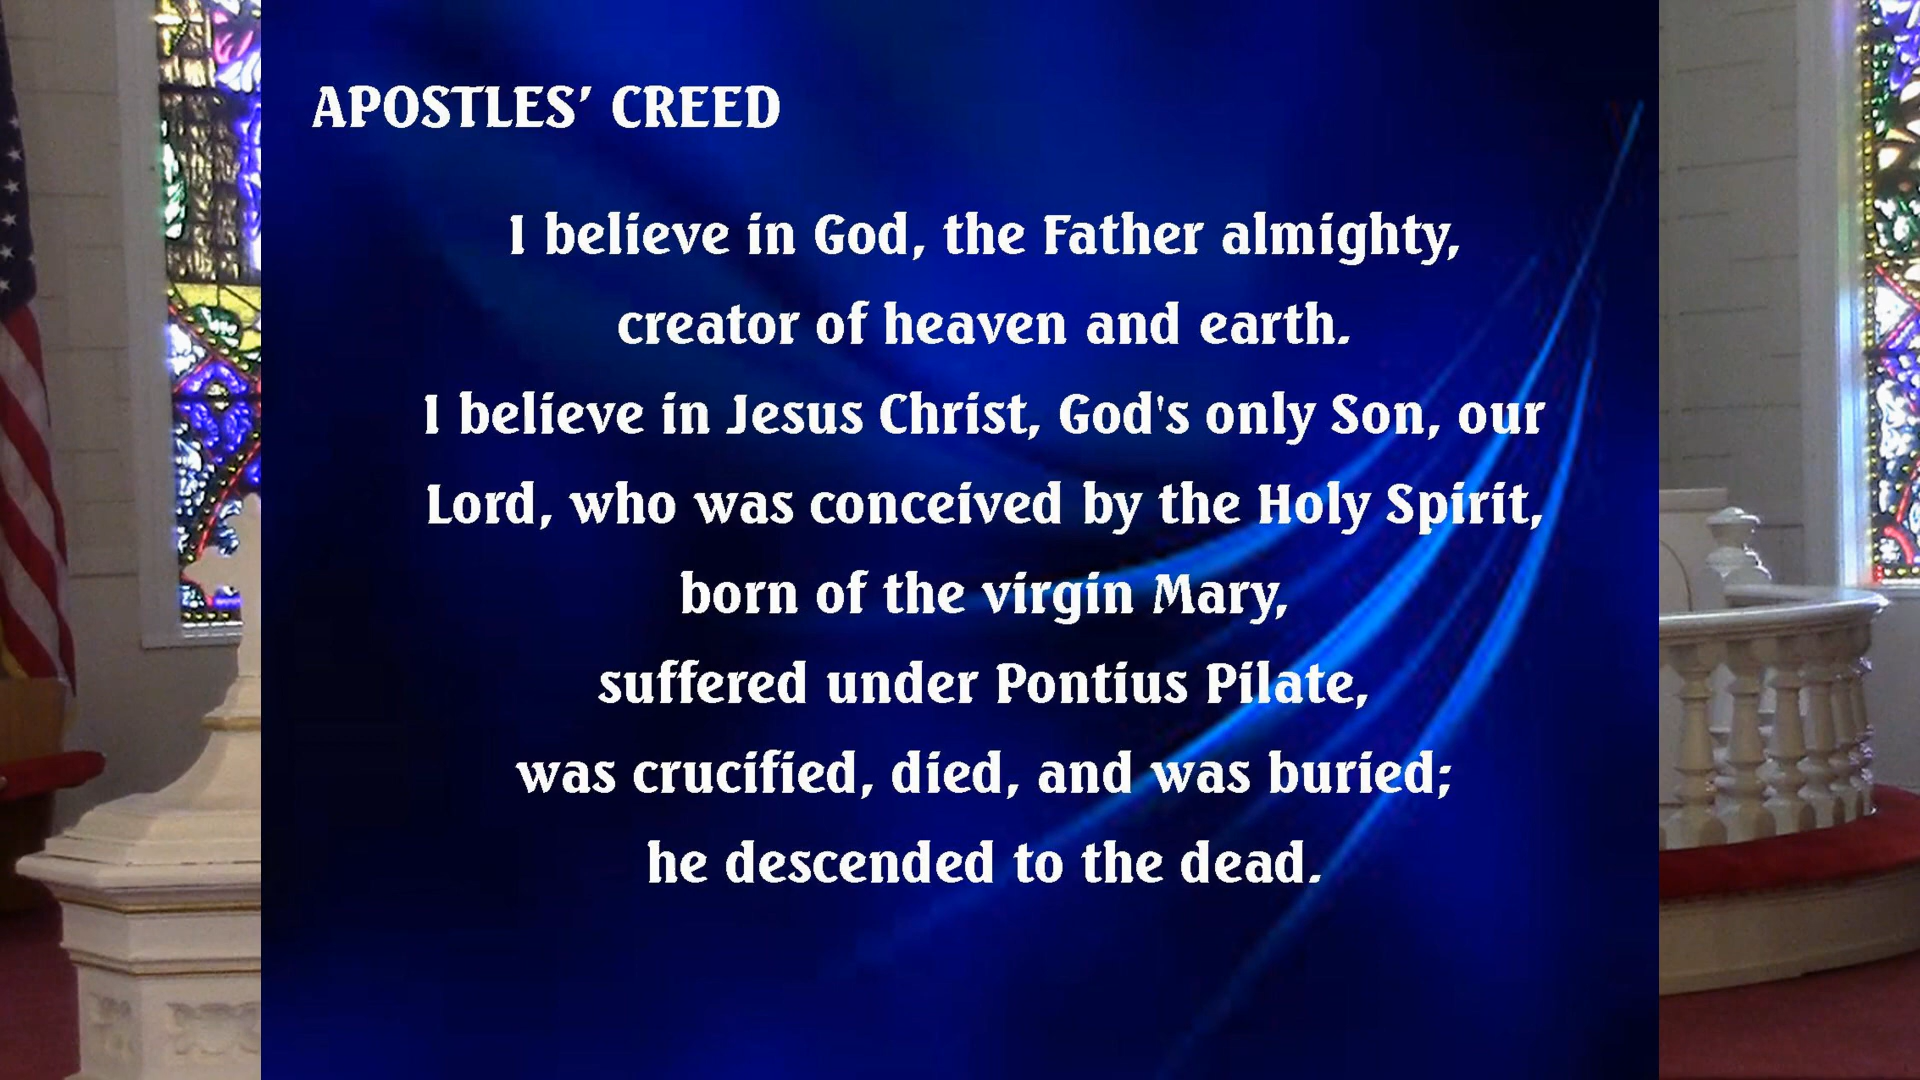 APOSTLES’ CREED
I believe in God, the Father almighty,
creator of heaven and earth.
I believe in Jesus Christ, God's only Son, our
Lord, who was conceived by the Holy Spirit,
born of the virgin Mary,
suffered under Pontius Pilate,
was crucified, died, and was buried;
he descended to the dead.